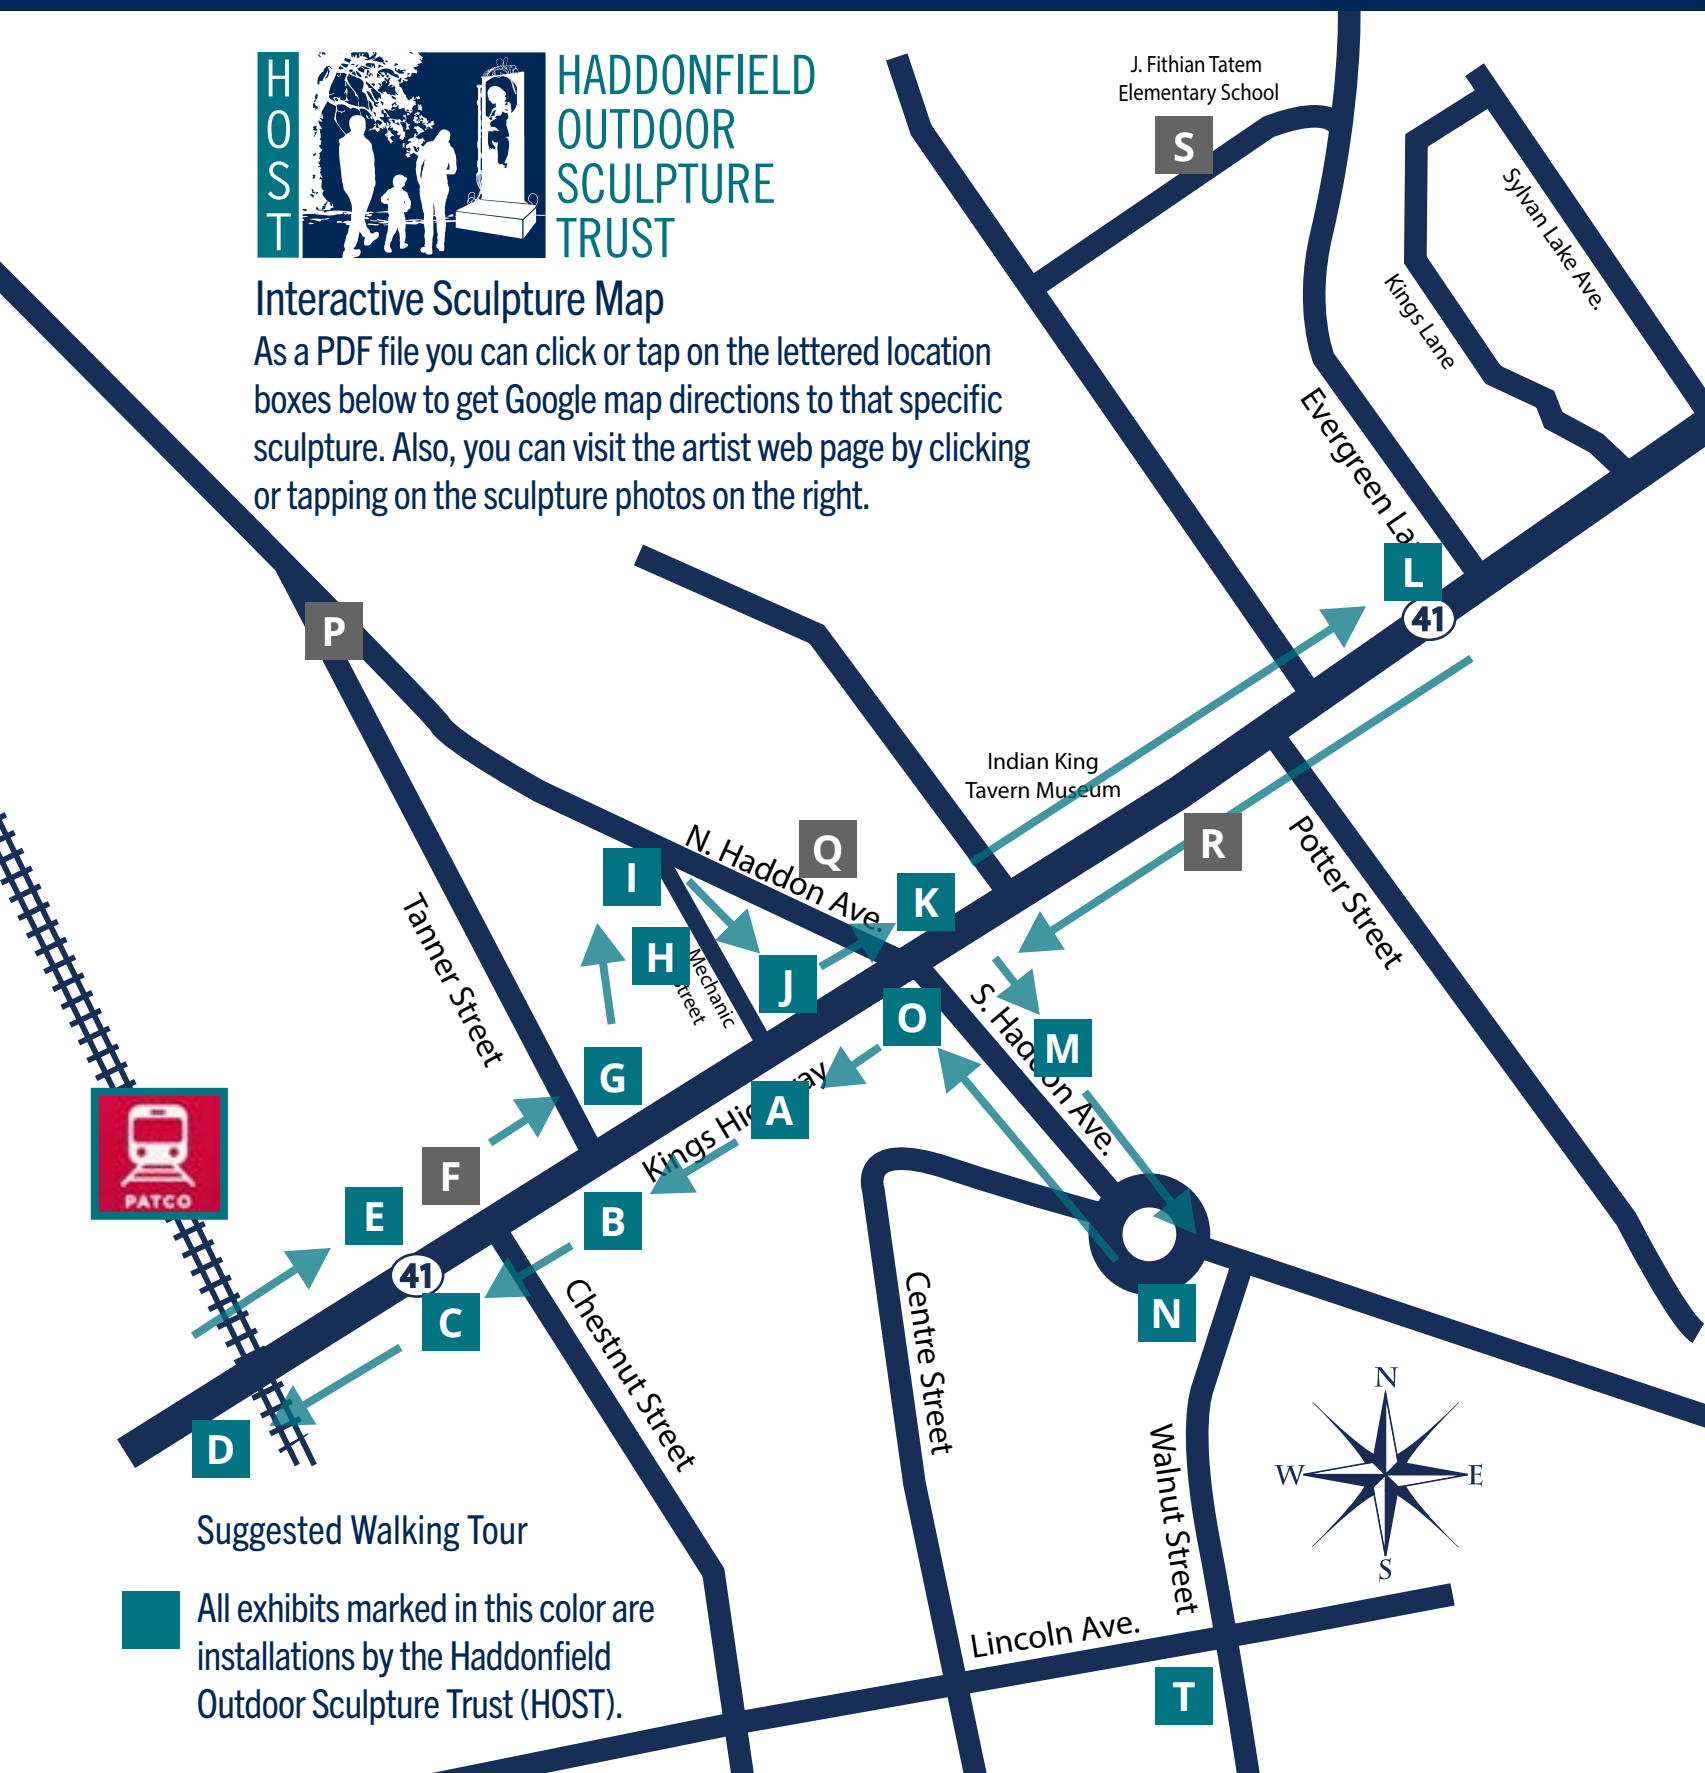 HOST
HADDONFIELD
OUTDOOR
SCULPTURE
TRUST
Interactive Sculpture Map
As a PDF file you can click or tap on the lettered location
boxes below to get Google map directions to that specific
sculpture. Also, you can visit the artist web page by clicking
or tapping on the sculpture photos on the right.
J. Fithian Tatem
Elementary School
S
Sylvan Lake Ave.
Kings Lane
Evergreen La
L
41
P
Indian King
Tavern Museum
N. Haddon Ave.
Q
R
I
K
Potter Street
Tanner Street
H
Mechanic
Street
J
O
S. Haddon Ave.
M
G
Kings Highway
A
PATCO
F
E
B
41
C
Chestnut Street
Centre Street
N
D
Walnut Street
N
W
E
S
Suggested Walking Tour
All exhibits marked in this color are
installations by the Haddonfield
Outdoor Sculpture Trust (HOST).
Lincoln Ave.
T